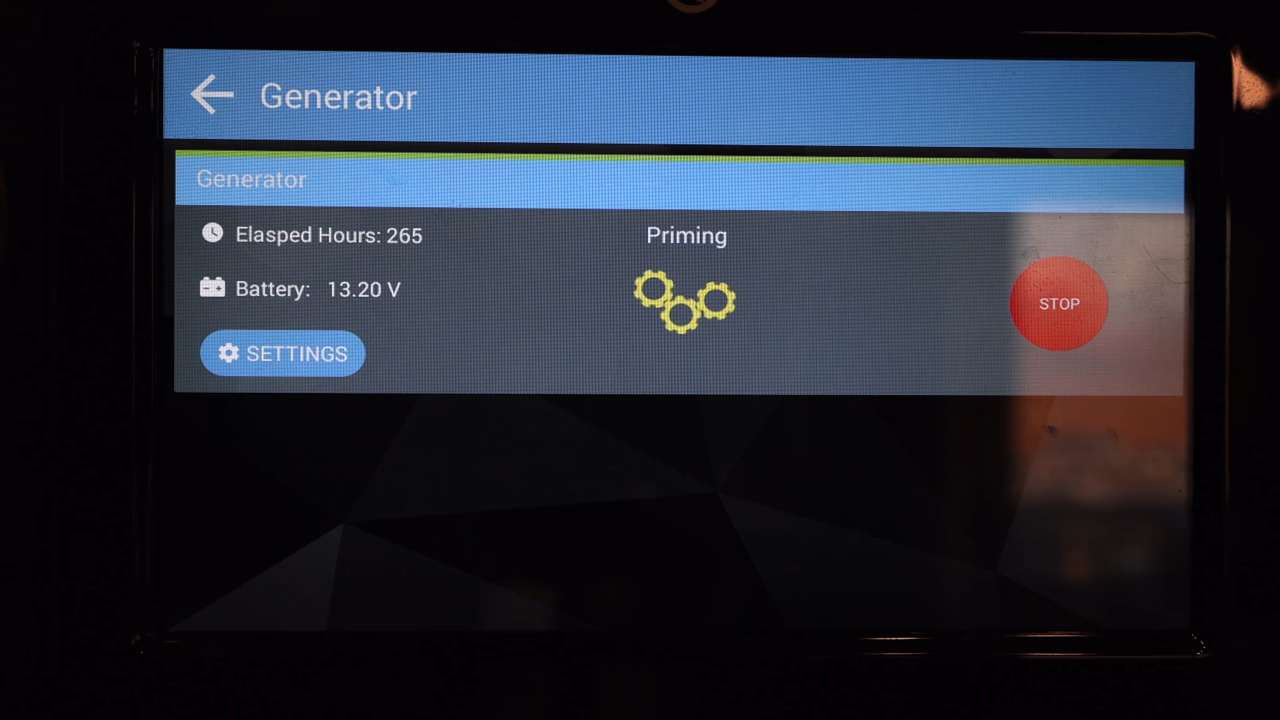 Generator
Generator
Elasped Hours: 265
Priming
Battery: 13.20 V
STOP
SETTINGS